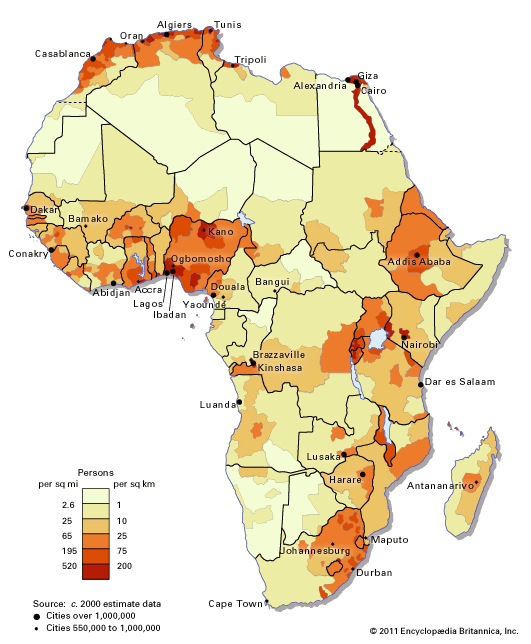 Algiers
Tunis
Oran
Casablanca
Tripoli
Giza
Alexandria
Cairo
Dakar
Bamako
Kano
Conakry
Ogbomosho
Addis Ababa
Abidjan
Accra
Douala
Bangui
Lagos
Yaoundé
Ibadan
Nairobi
Brazzaville
Kinshasa
Dar es Salaam
Luanda
Lusaka
Harare
Antananarivo
Maputo
Johannesburg
Durban
Cape Town
Persons
per sq mi per sq km
2.6 1
25 10
65 25
195 75
520 200
Source: c. 2000 estimate data
Cities over 1,000,000
Cities 550,000 to 1,000,000
© 2011 Encyclopædia Britannica, Inc.